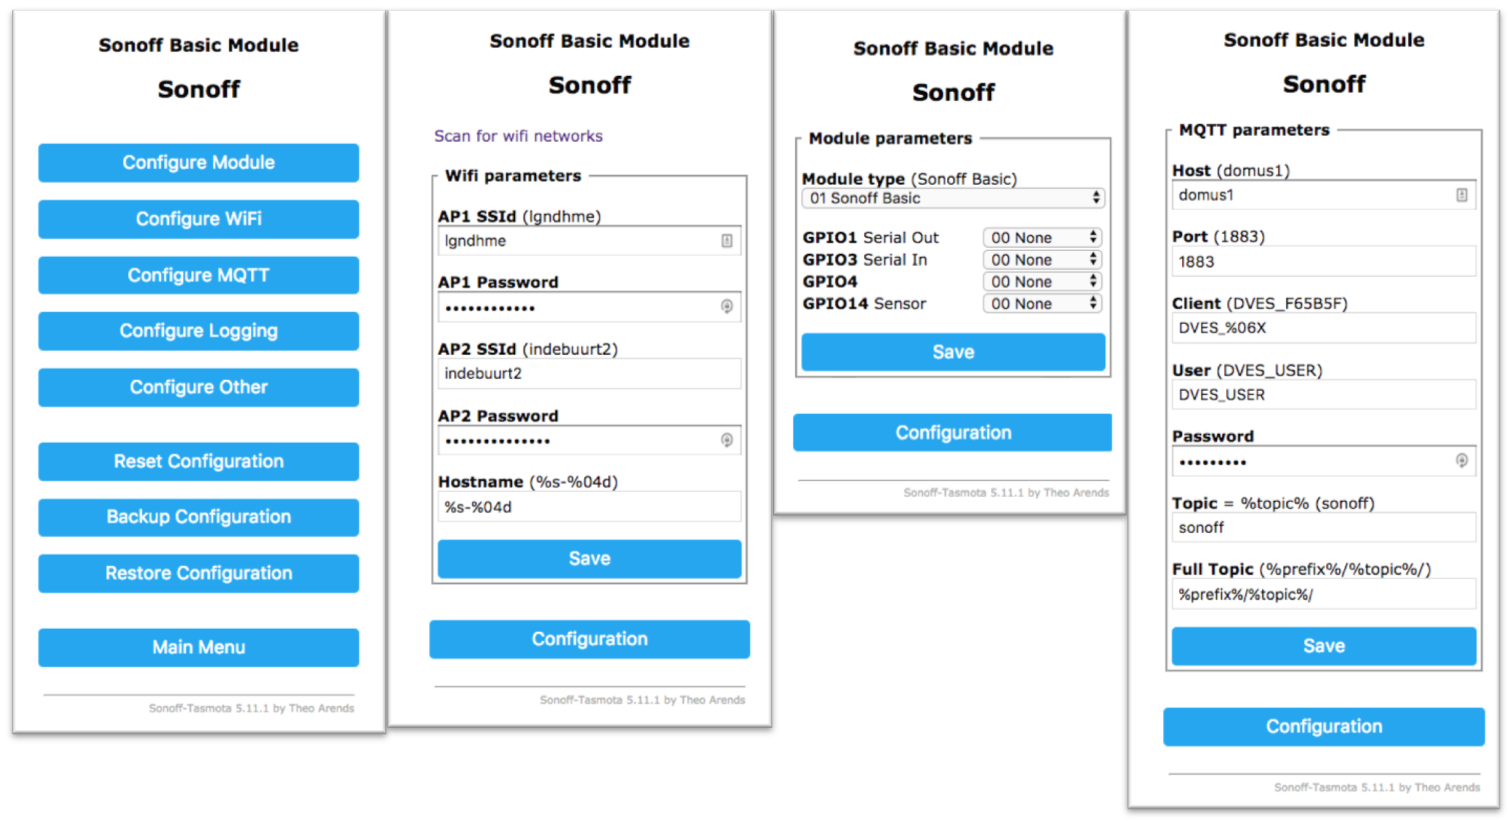 Sonoff Basic Module
Sonoff
Configure Module
Configure WiFi
Configure MQTT
Configure Logging
Configure Other
Reset Configuration
Backup Configuration
Restore Configuration
Main Menu
Sonoff-Tasmota 5.11.1 by Theo Arends
Sonoff Basic Module
Sonoff
Scan for wifi networks
Wifi parameters
AP1 SSId (lgndhme)
lgndhme
AP1 Password
••••••••••••
AP2 SSId (indebuurt2)
indebuurt2
AP2 Password
••••••••••••••
Hostname (%s-%04d)
%s-%04d
Save
Configuration
Sonoff-Tasmota 5.11.1 by Theo Arends
Sonoff Basic Module
Sonoff
Module parameters
Module type (Sonoff Basic)
01 Sonoff Basic
GPIO1 Serial Out 00 None
GPIO3 Serial In 00 None
GPIO4 00 None
GPIO14 Sensor 00 None
Save
Configuration
Sonoff-Tasmota 5.11.1 by Theo Arends
Sonoff Basic Module
Sonoff
MQTT parameters
Host (domus1)
domus1
Port (1883)
1883
Client (DVES_F65B5F)
DVES_%06X
User (DVES_USER)
DVES_USER
Password
•••••••••
Topic = %topic% (sonoff)
sonoff
Full Topic (%prefix%/%topic%/)
%prefix%/%topic%/
Save
Configuration
Sonoff-Tasmota 5.11.1 by Theo Arends